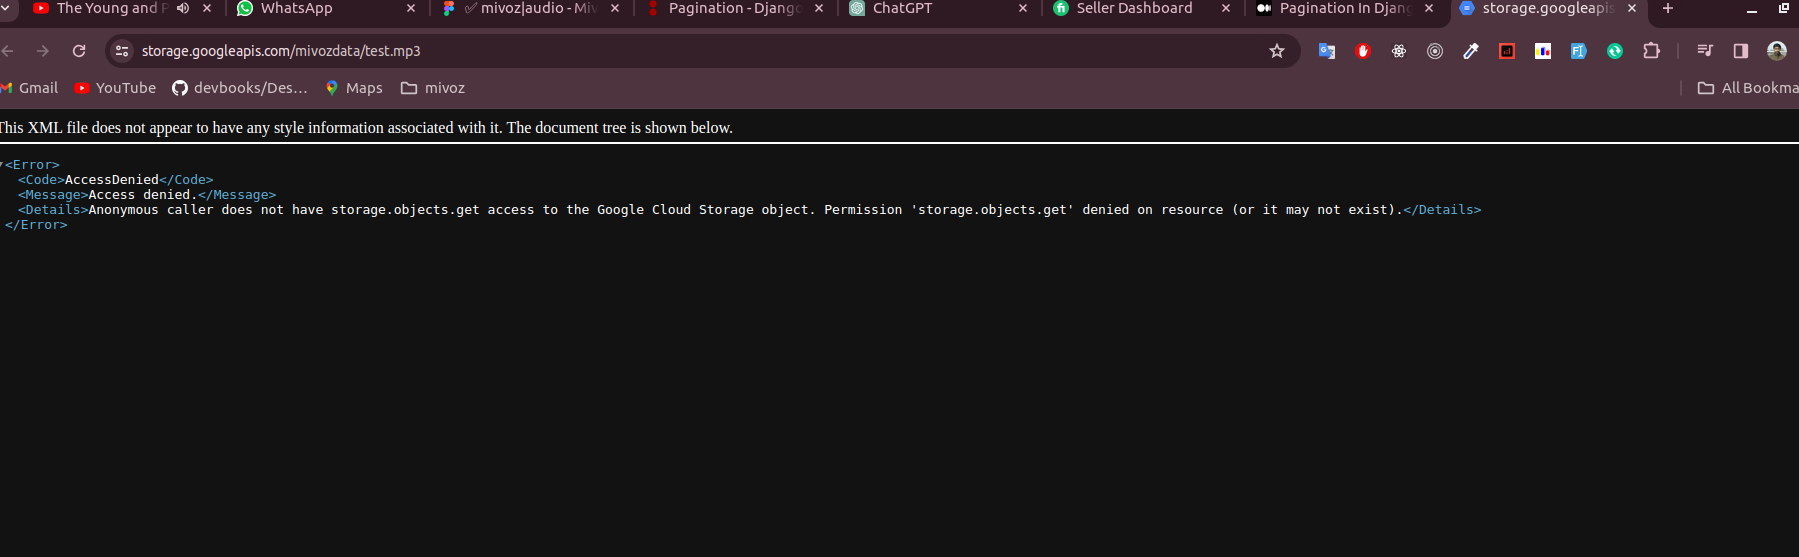 The Young and P
WhatsApp
mivoz|audio - Miv
Pagination - Django
ChatGPT
Seller Dashboard
Pagination In Djang
storage.googleapis
storage.googleapis.com/mivozdata/test.mp3
Gmail
YouTube
devbooks/Des...
Maps
mivoz
All Bookma
This XML file does not appear to have any style information associated with it. The document tree is shown below.
<Error>
<Code>AccessDenied</Code>
<Message>Access denied.</Message>
<Details>Anonymous caller does not have storage.objects.get access to the Google Cloud Storage object. Permission 'storage.objects.get' denied on resource (or it may not exist).</Details>
</Error>